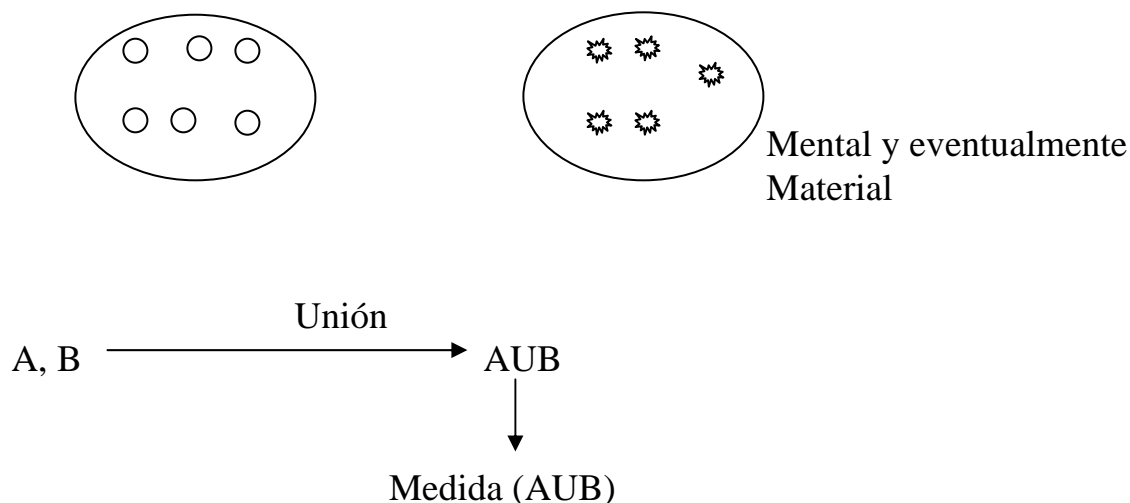 Mental y eventualmente
Material
Unión
A, B
AUB
Medida (AUB)